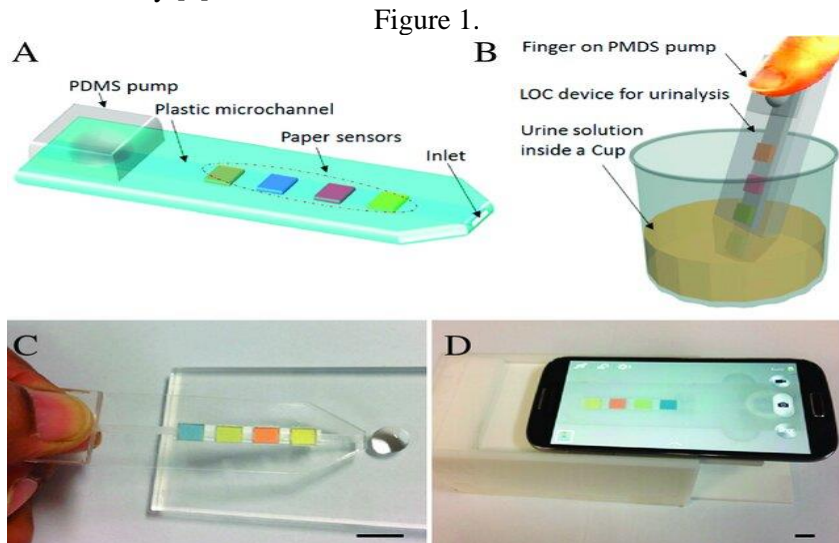 Figure 1.
A
PDMS pump
Plastic microchannel
Paper sensors
Inlet
B
Finger on PMDS pump
LOC device for urinalysis
Urine solution
inside a Cup
C
D